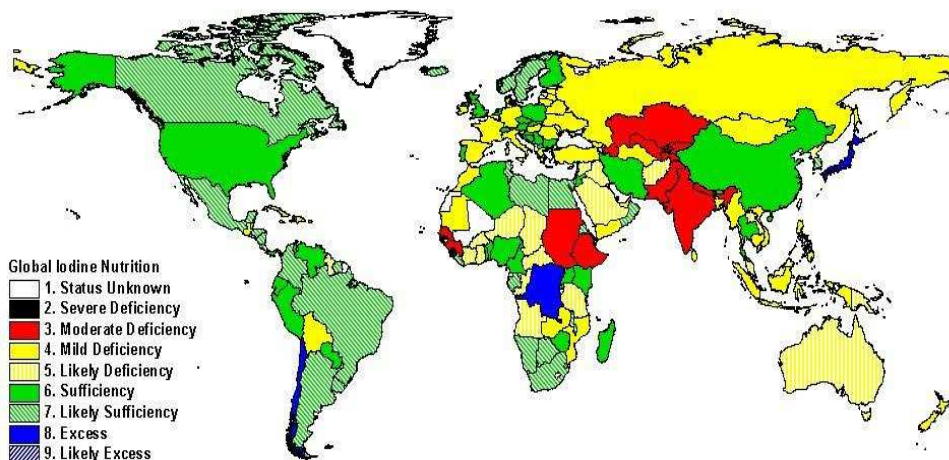 Global Iodine Nutrition
1. Status Unknown
2. Severe Deficiency
3. Moderate Deficiency
4. Mild Deficiency
5. Likely Deficiency
6. Sufficiency
7. Likely Sufficiency
8. Excess
9. Likely Excess